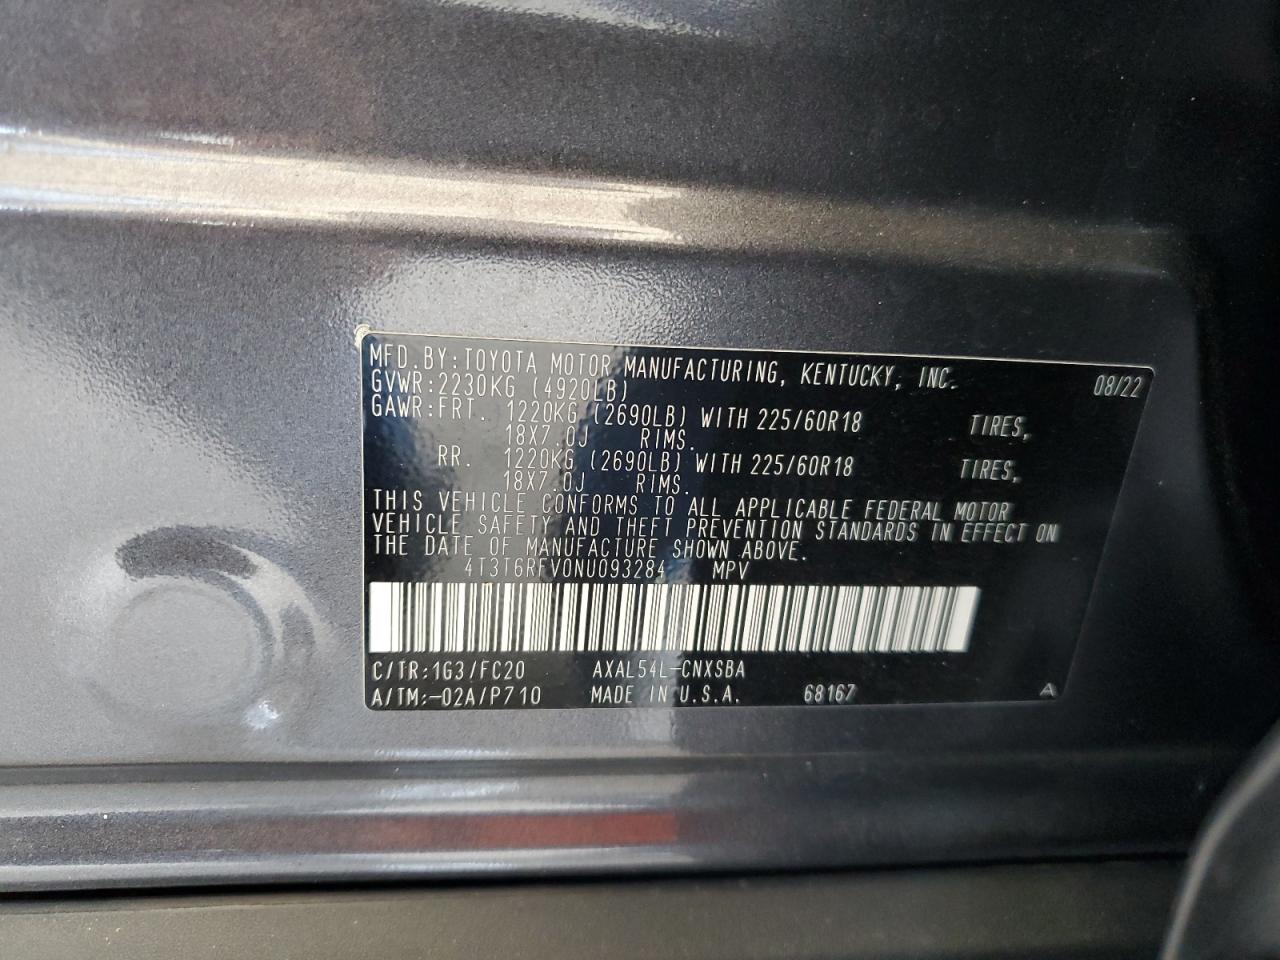 MFD.BY:TOYOTA MOTOR MANUFACTURING, KENTUCKY, INC. 08/22
GVWR:2230KG (4920LB)
GAWR:FRT. 1220KG (2690LB) WITH 225/60R18 TIRES,
18X7.0J RIMS.
RR. 1220KG (2690LB) WITH 225/60R18 TIRES,
18X7.0J RIMS.
THIS VEHICLE CONFORMS TO ALL APPLICABLE FEDERAL MOTOR
VEHICLE SAFETY AND THEFT PREVENTION STANDARDS IN EFFECT ON
THE DATE OF MANUFACTURE SHOWN ABOVE.
4T3T6RFV0NU093284 MPV
C/TR:1G3/FC20 AXAL54L-CNXSBA
A/TM:-02A/P710 MADE IN U.S.A. 68167 A